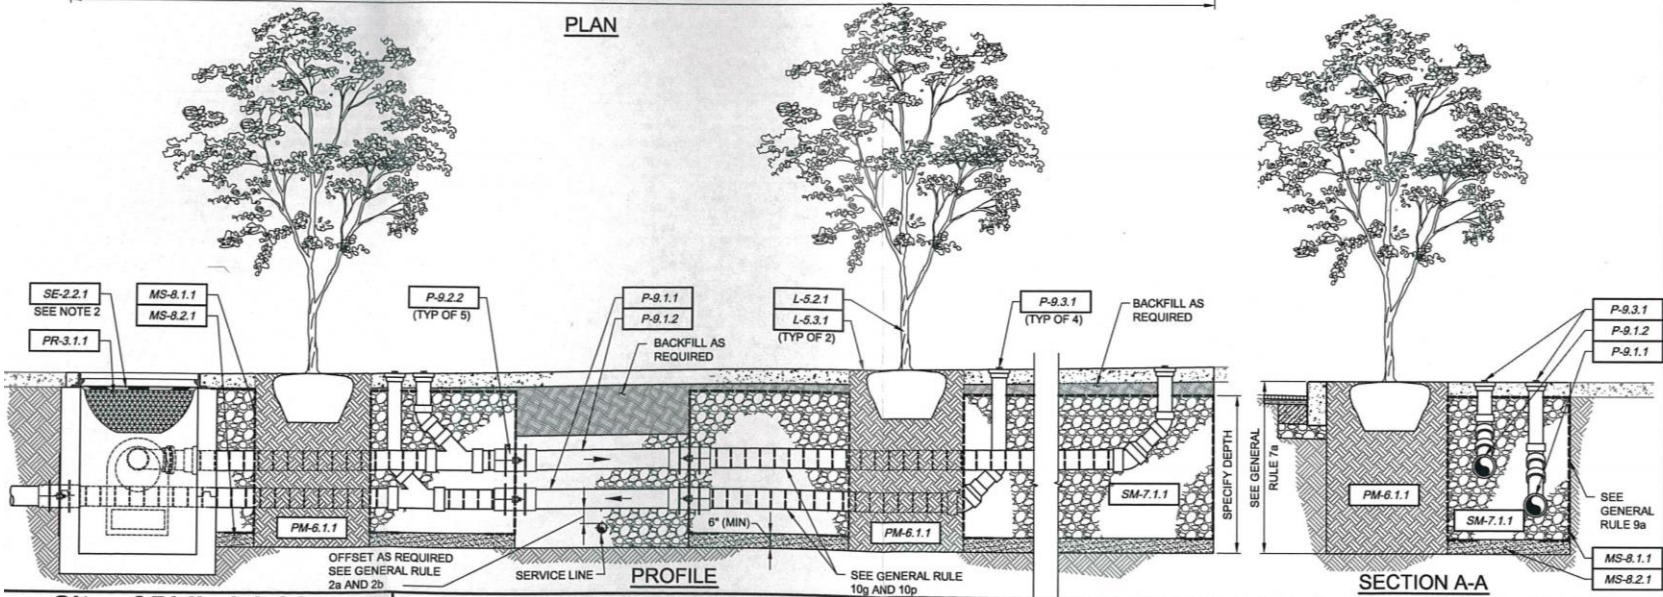 PLAN
SE-2.2.1
SEE NOTE 2
PR-3.1.1
MS-8.1.1
MS-8.2.1
P-9.2.2
(TYP OF 5)
P-9.1.1
P-9.1.2
BACKFILL AS
REQUIRED
L-5.2.1
L-5.3.1
(TYP OF 2)
P-9.3.1
(TYP OF 4)
BACKFILL AS
REQUIRED
PM-6.1.1
OFFSET AS REQUIRED
SEE GENERAL RULE
2a AND 2b
SERVICE LINE
6" (MIN)
PROFILE
PM-6.1.1
SEE GENERAL RULE
10g AND 10p
SM-7.1.1
SPECIFY DEPTH
SEE GENERAL
RULE 7a
P-9.3.1
P-9.1.2
P-9.1.1
PM-6.1.1
SM-7.1.1
SEE
GENERAL
RULE 9a
MS-8.1.1
MS-8.2.1
SECTION A-A